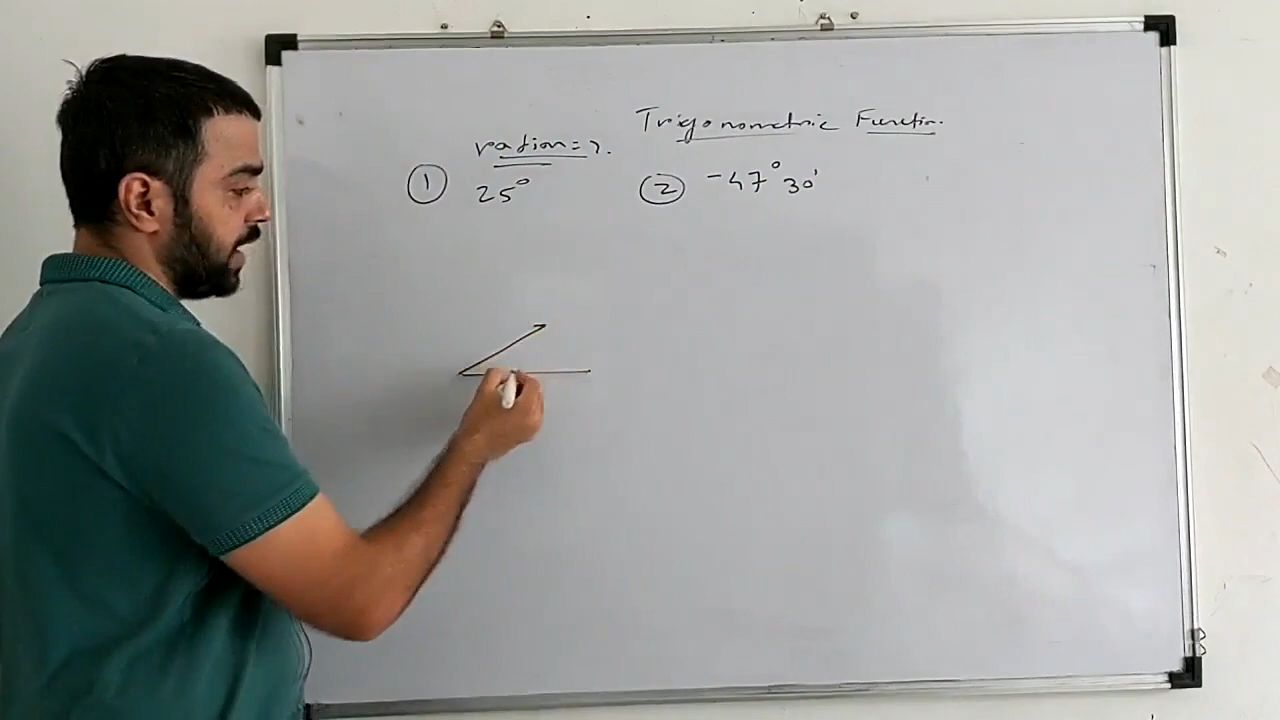 Trigonometric Function.
radian = ?.
① 25° ② -47° 30'